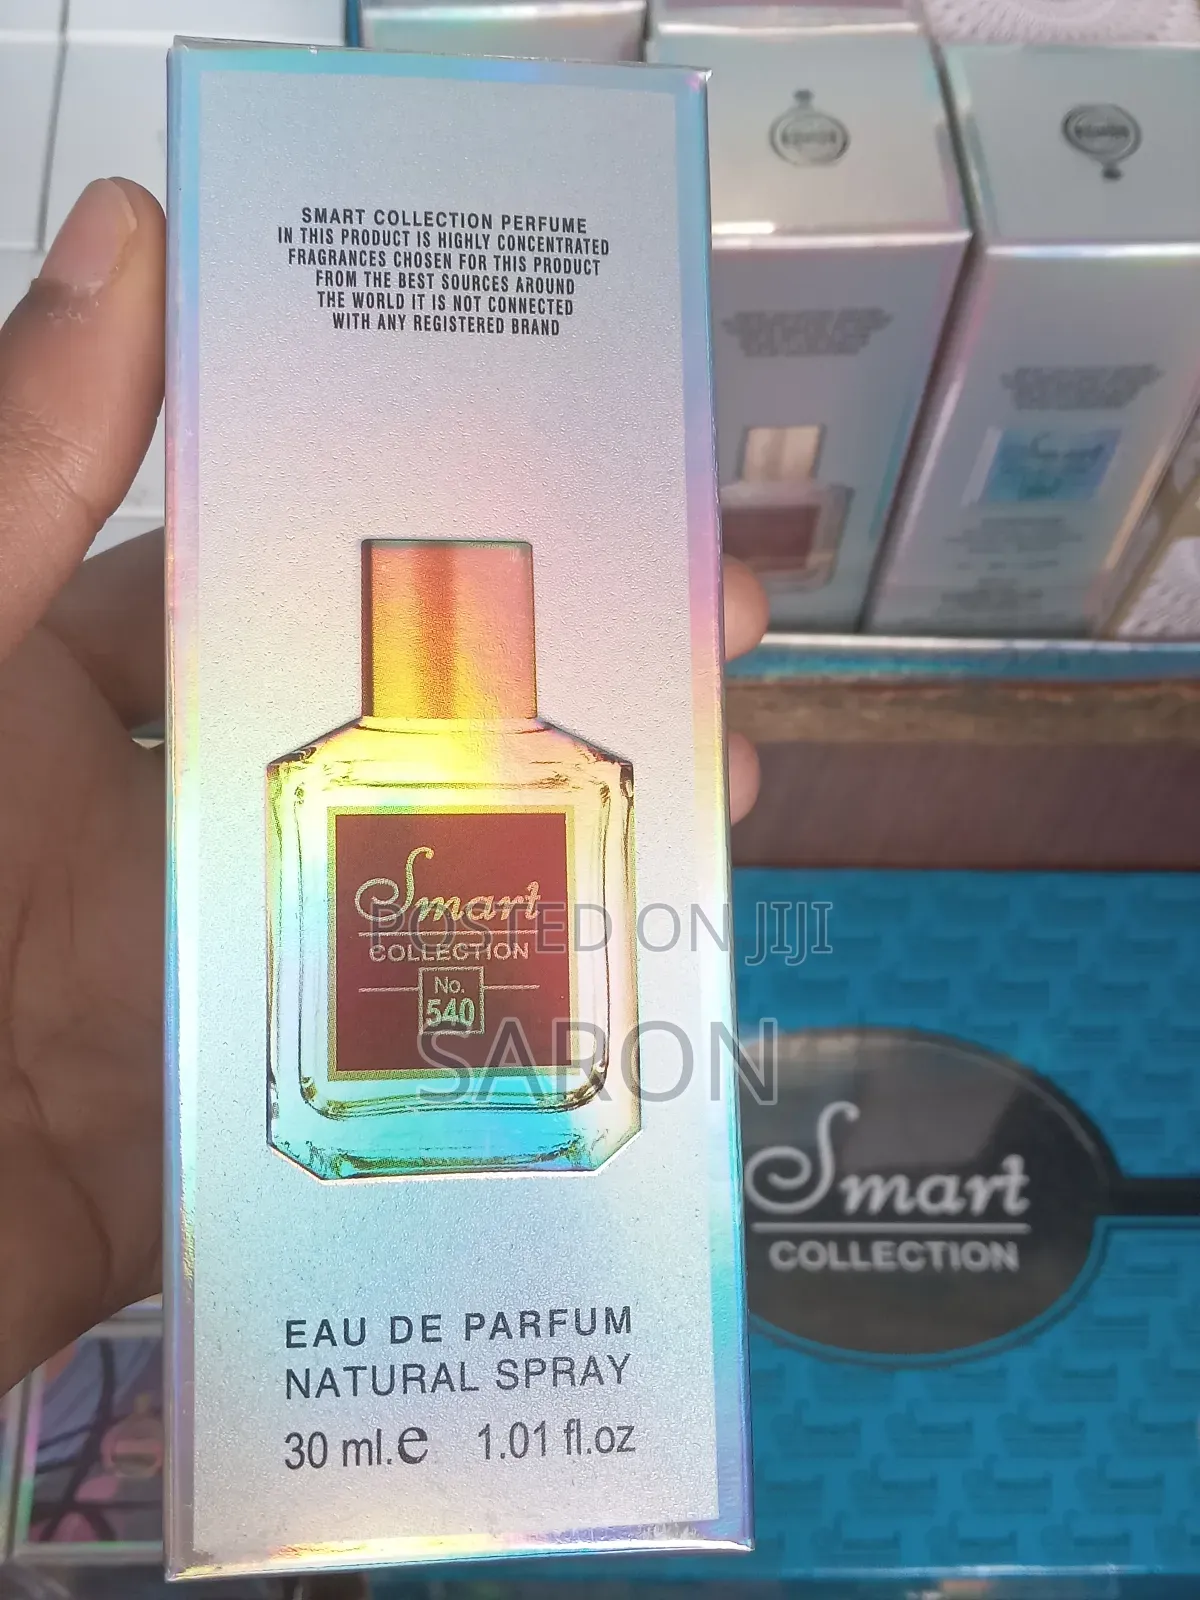 SMART COLLECTION PERFUME
IN THIS PRODUCT IS HIGHLY CONCENTRATED
FRAGRANCES CHOSEN FOR THIS PRODUCT
FROM THE BEST SOURCES AROUND
THE WORLD IT IS NOT CONNECTED
WITH ANY REGISTERED BRAND
Smart
COLLECTION
No.
540
POSTED ON JIJI
SARON
EAU DE PARFUM
NATURAL SPRAY
30 ml.e 1.01 fl.oz
Smart
COLLECTION